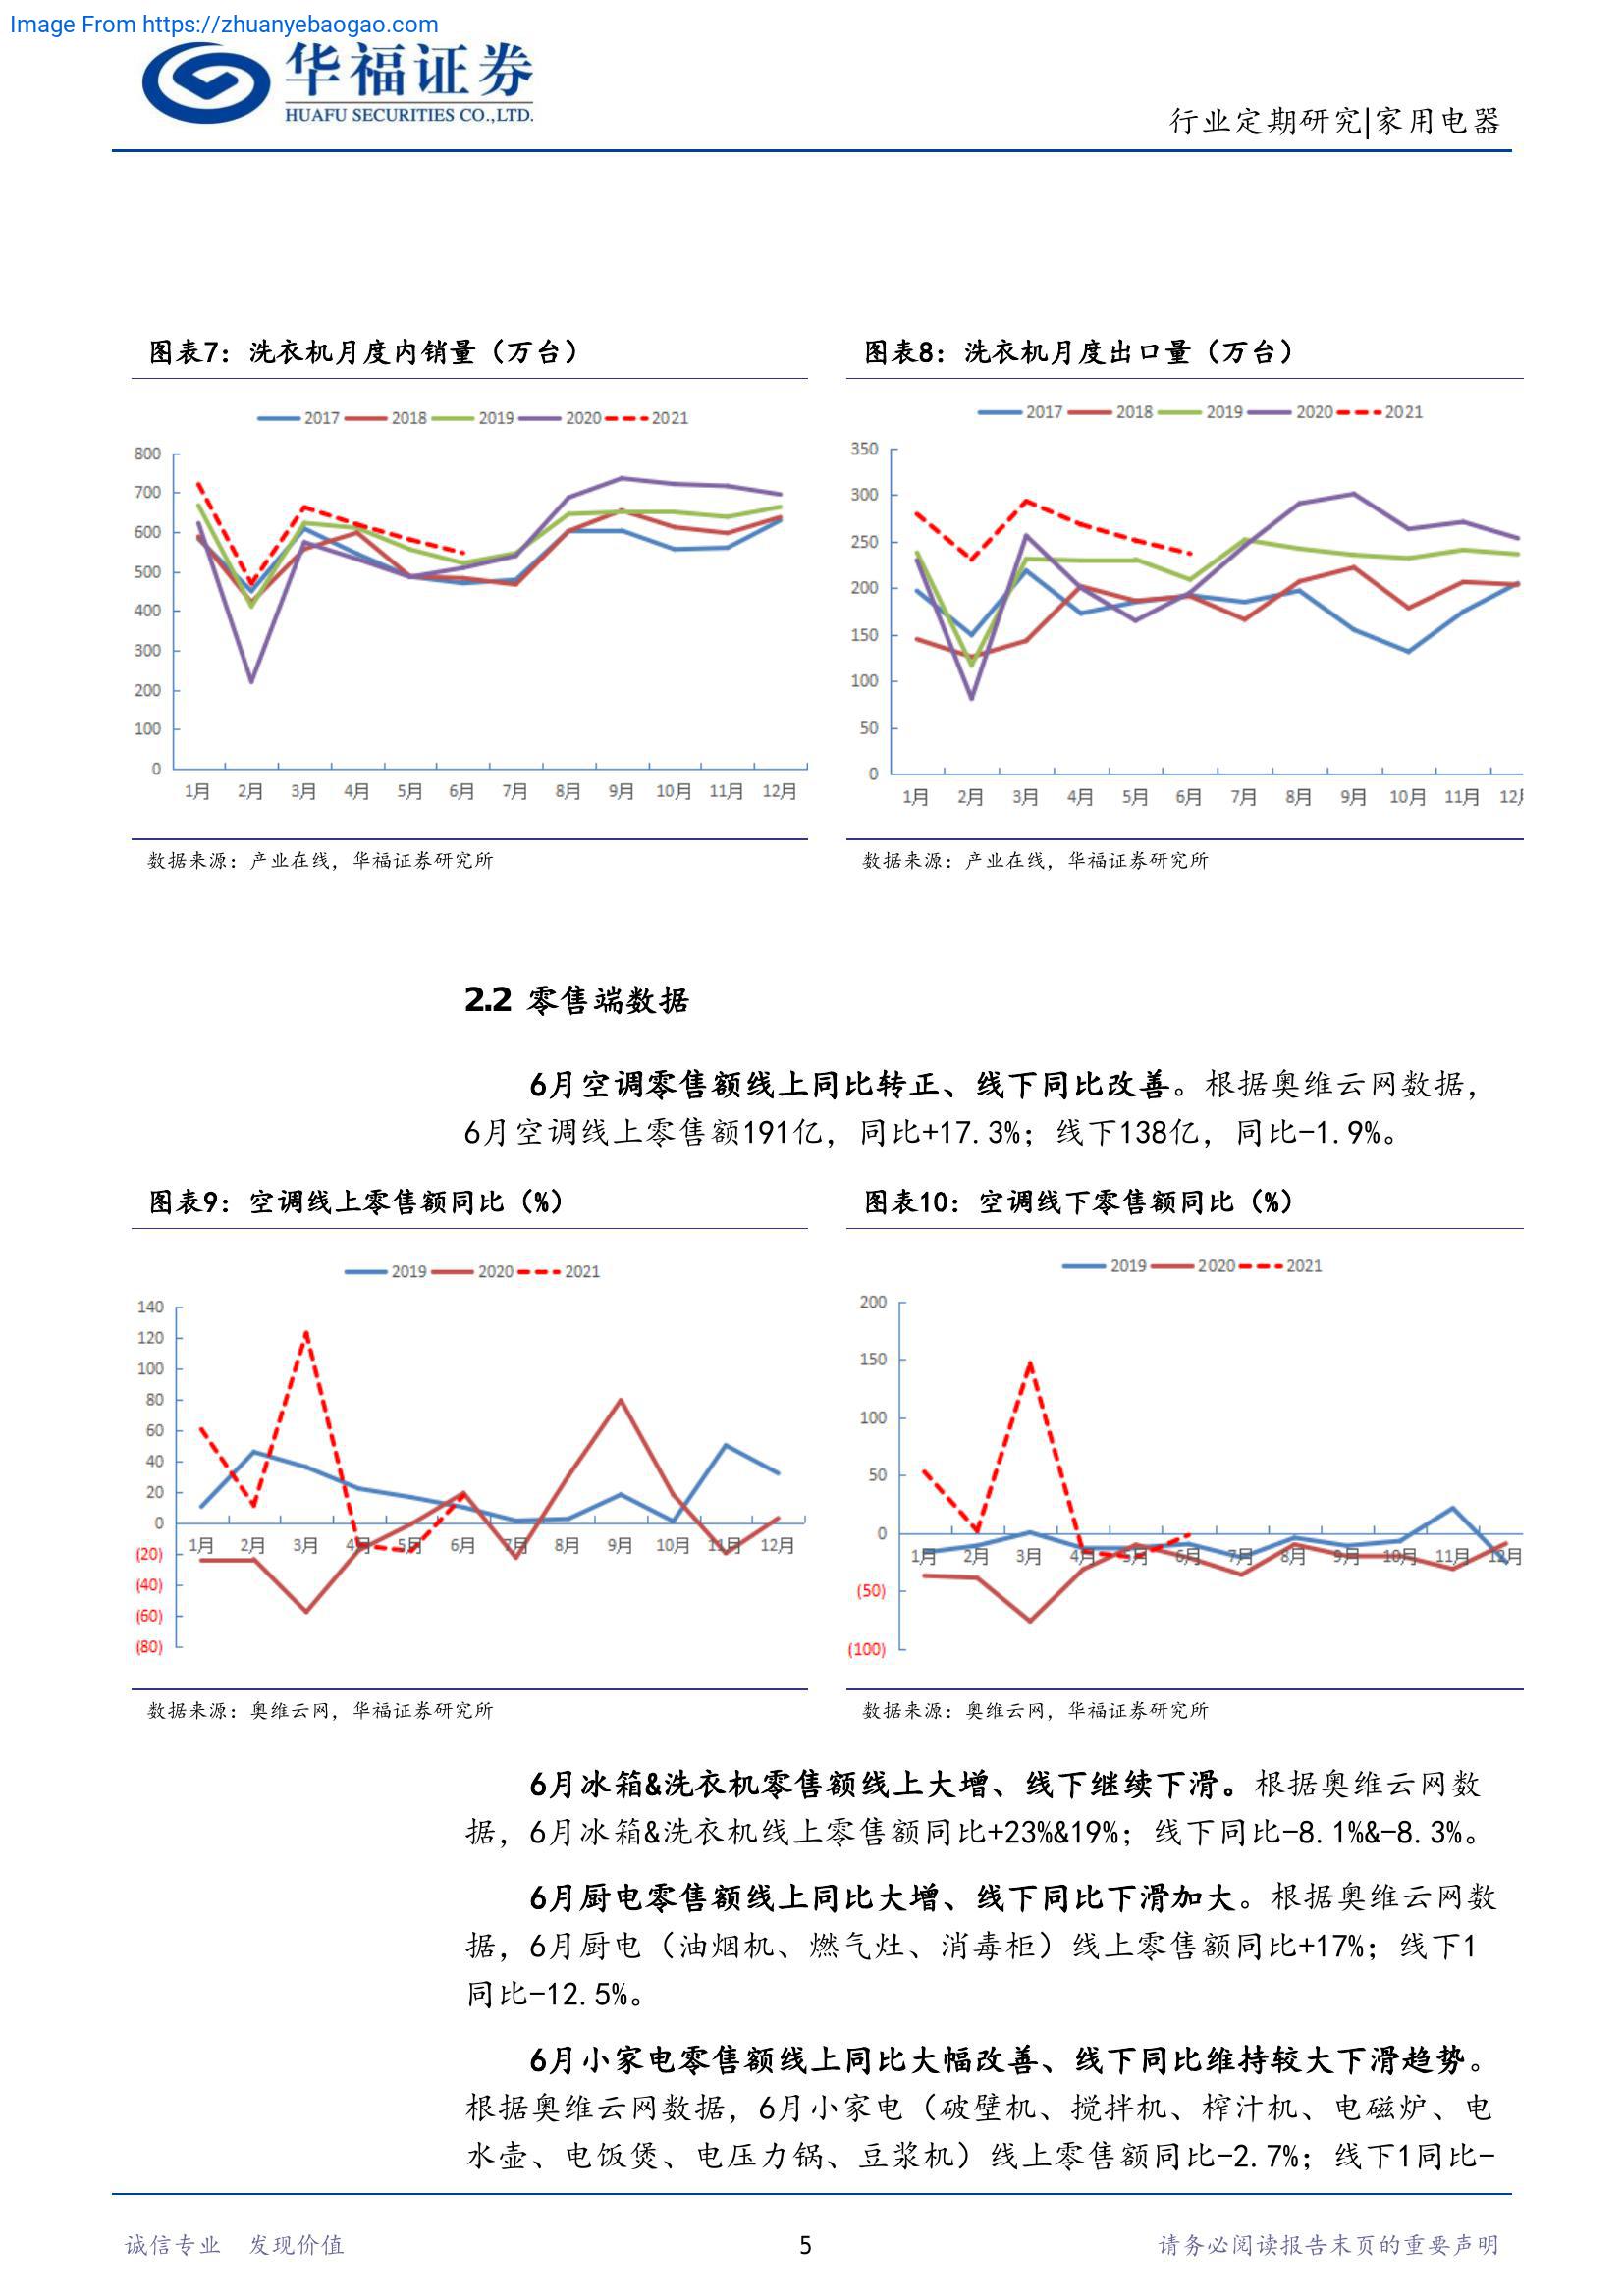 Image From https://zhuanyebaogao.com
华福证券
HUAFU SECURITIES CO.,LTD.
行业定期研究|家用电器
图表7：洗衣机月度内销量（万台）
2017 2018 2019 2020 2021
800
700
600
500
400
300
200
100
0
1月 2月 3月 4月 5月 6月 7月 8月 9月 10月 11月 12月
数据来源：产业在线，华福证券研究所
图表8：洗衣机月度出口量（万台）
2017 2018 2019 2020 2021
350
300
250
200
150
100
50
0
1月 2月 3月 4月 5月 6月 7月 8月 9月 10月 11月 12月
数据来源：产业在线，华福证券研究所
2.2 零售端数据
6月空调零售额线上同比转正、线下同比改善。根据奥维云网数据，
6月空调线上零售额191亿，同比+17.3%；线下138亿，同比-1.9%。
图表9：空调线上零售额同比（%）
2019 2020 2021
140
120
100
80
60
40
20
0
(20)
(40)
(60)
(80)
1月 2月 3月 4月 5月 6月 7月 8月 9月 10月 11月 12月
数据来源：奥维云网，华福证券研究所
图表10：空调线下零售额同比（%）
2019 2020 2021
200
150
100
50
0
(50)
(100)
1月 2月 3月 4月 5月 6月 7月 8月 9月 10月 11月 12月
数据来源：奥维云网，华福证券研究所
6月冰箱&洗衣机零售额线上大增、线下继续下滑。根据奥维云网数
据，6月冰箱&洗衣机线上零售额同比+23%&19%；线下同比-8.1%&-8.3%。
6月厨电零售额线上同比大增、线下同比下滑加大。根据奥维云网数
据，6月厨电（油烟机、燃气灶、消毒柜）线上零售额同比+17%；线下1
同比-12.5%。
6月小家电零售额线上同比大幅改善、线下同比维持较大下滑趋势。
根据奥维云网数据，6月小家电（破壁机、搅拌机、榨汁机、电磁炉、电
水壶、电饭煲、电压力锅、豆浆机）线上零售额同比-2.7%；线下1同比-
诚信专业 发现价值
5
请务必阅读报告末页的重要声明